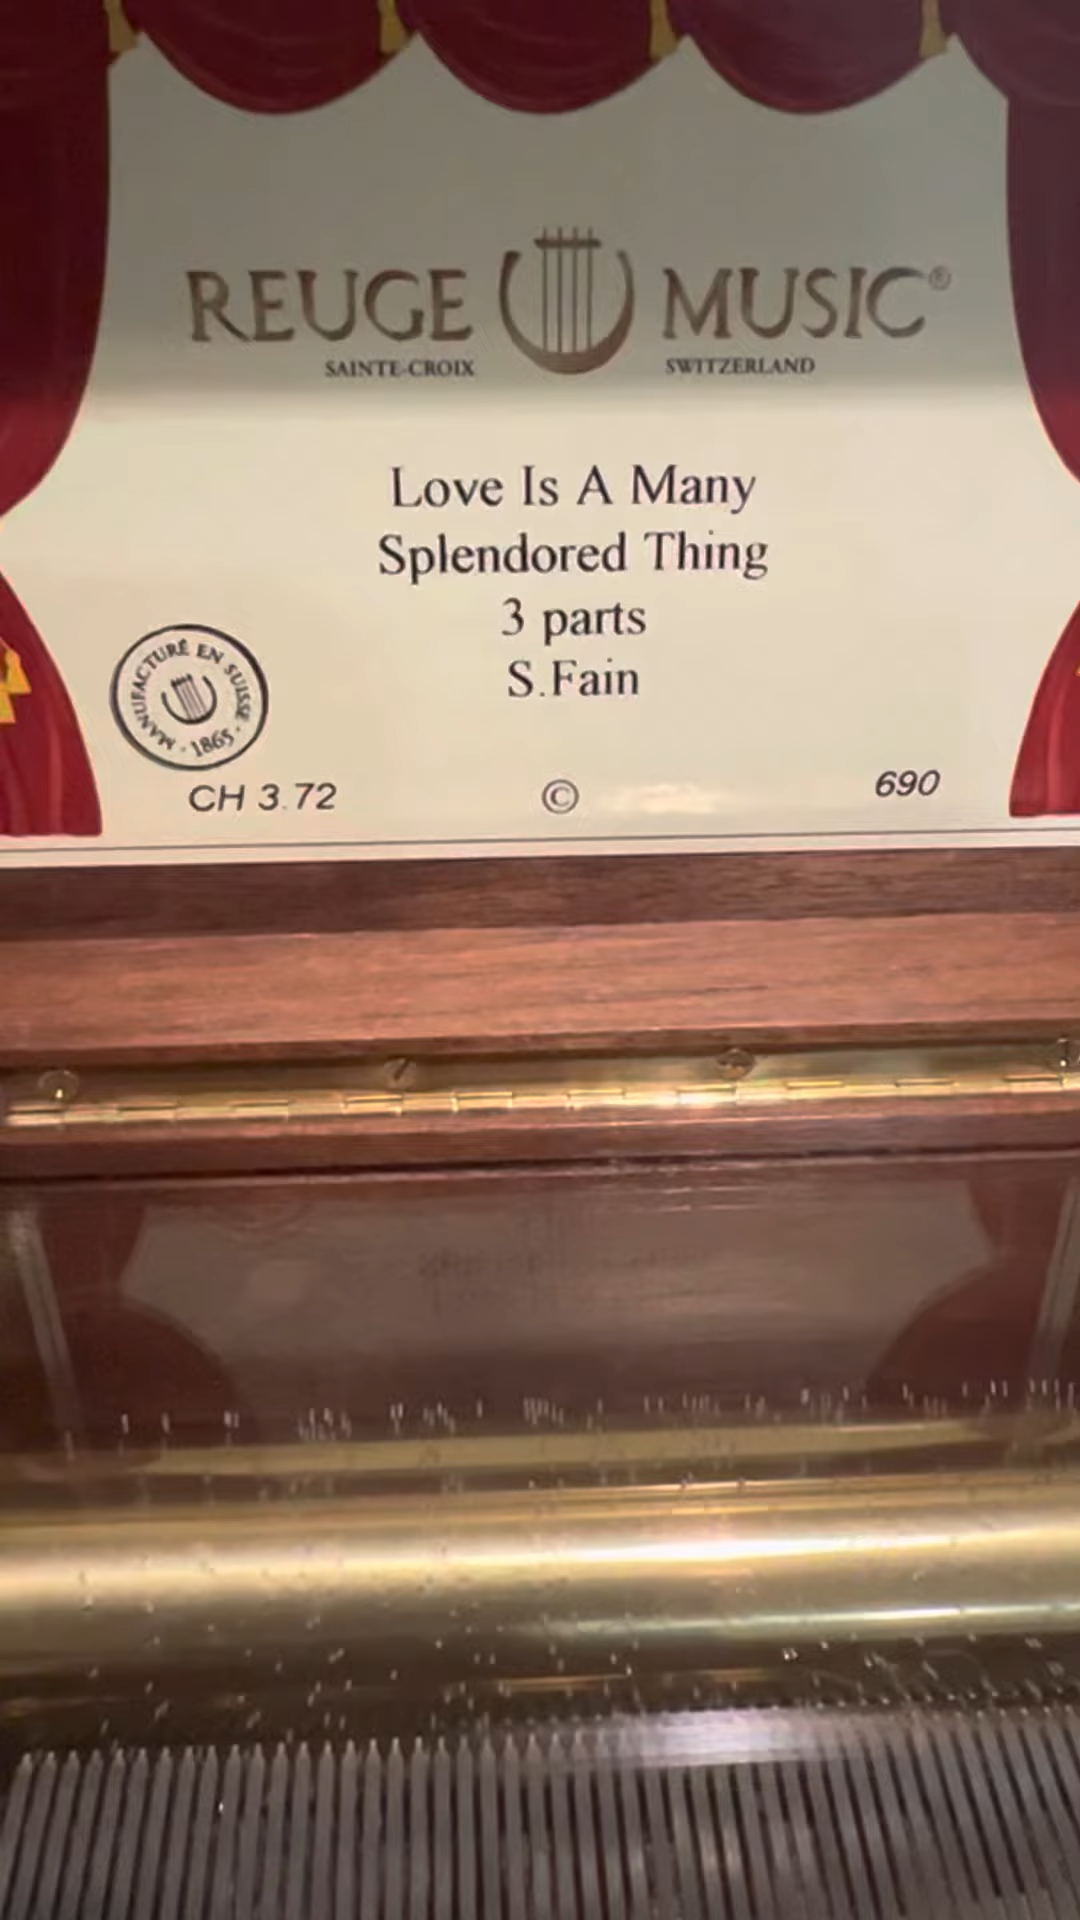 REUGE MUSIC®
SAINTE-CROIX SWITZERLAND
Love Is A Many
Splendored Thing
3 parts
S.Fain
MANUFACTURÉ EN SUISSE · 1865 ·
CH 3.72 © 690